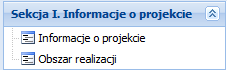 Sekcja I. Informacje o projekcie
Informacje o projekcie
Obszar realizacji